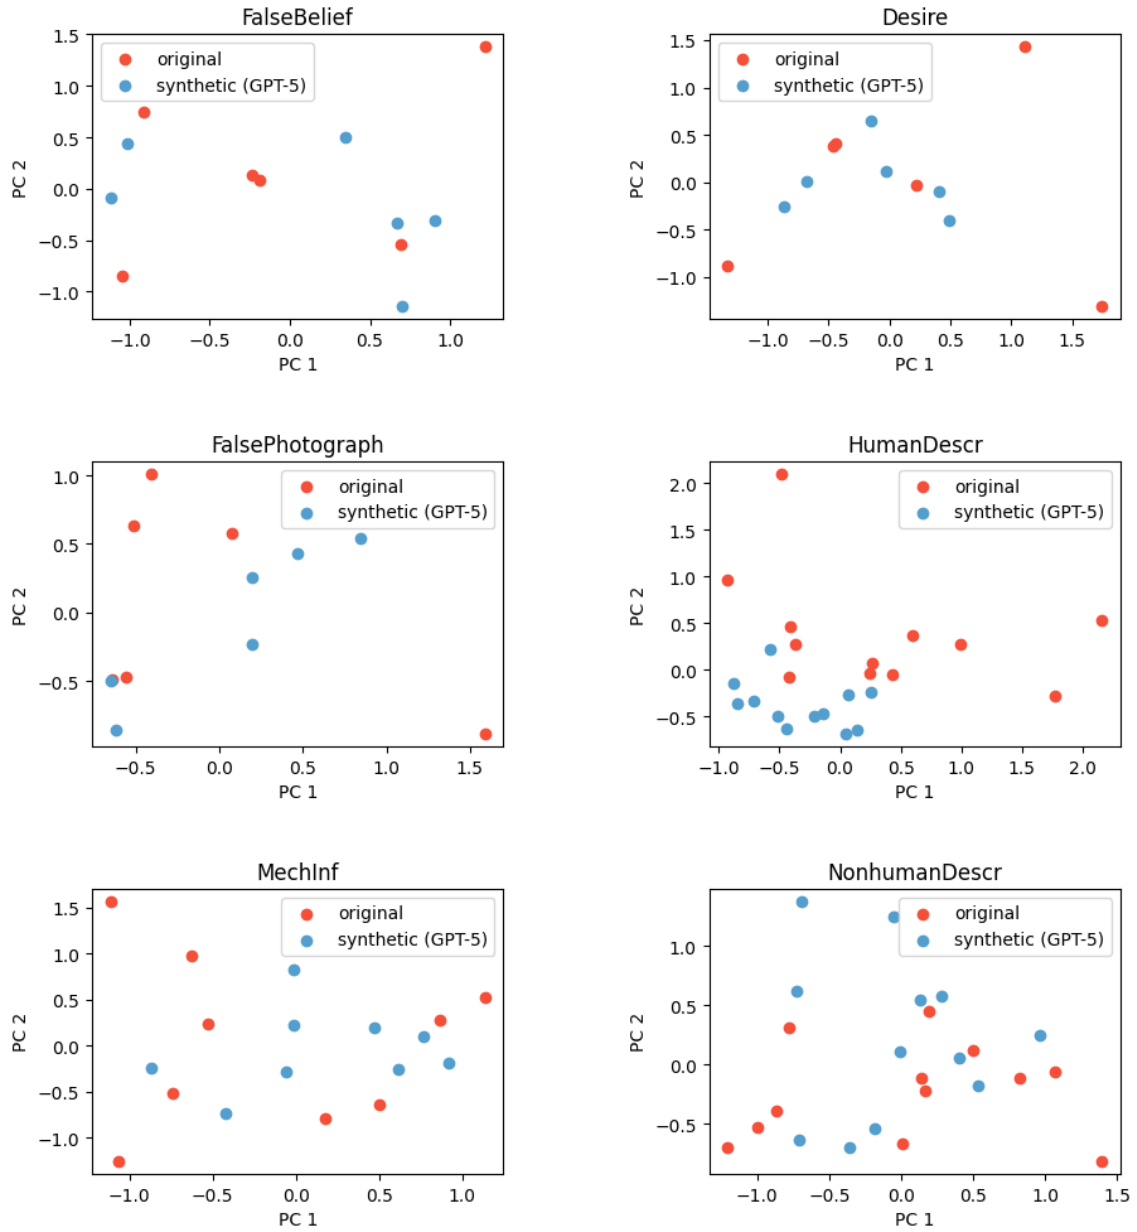 FalseBelief
original
synthetic (GPT-5)
1.5
1.0
0.5
0.0
−0.5
−1.0
PC 2
−1.0 −0.5 0.0 0.5 1.0
PC 1
Desire
original
synthetic (GPT-5)
1.5
1.0
0.5
0.0
−0.5
−1.0
PC 2
−1.0 −0.5 0.0 0.5 1.0 1.5
PC 1
FalsePhotograph
original
synthetic (GPT-5)
1.0
0.5
0.0
−0.5
PC 2
−0.5 0.0 0.5 1.0 1.5
PC 1
HumanDescr
original
synthetic (GPT-5)
2.0
1.5
1.0
0.5
0.0
−0.5
PC 2
−1.0 −0.5 0.0 0.5 1.0 1.5 2.0
PC 1
MechInf
original
synthetic (GPT-5)
1.5
1.0
0.5
0.0
−0.5
−1.0
PC 2
−1.0 −0.5 0.0 0.5 1.0
PC 1
NonhumanDescr
original
synthetic (GPT-5)
1.0
0.5
0.0
−0.5
PC 2
−1.0 −0.5 0.0 0.5 1.0 1.5
PC 1